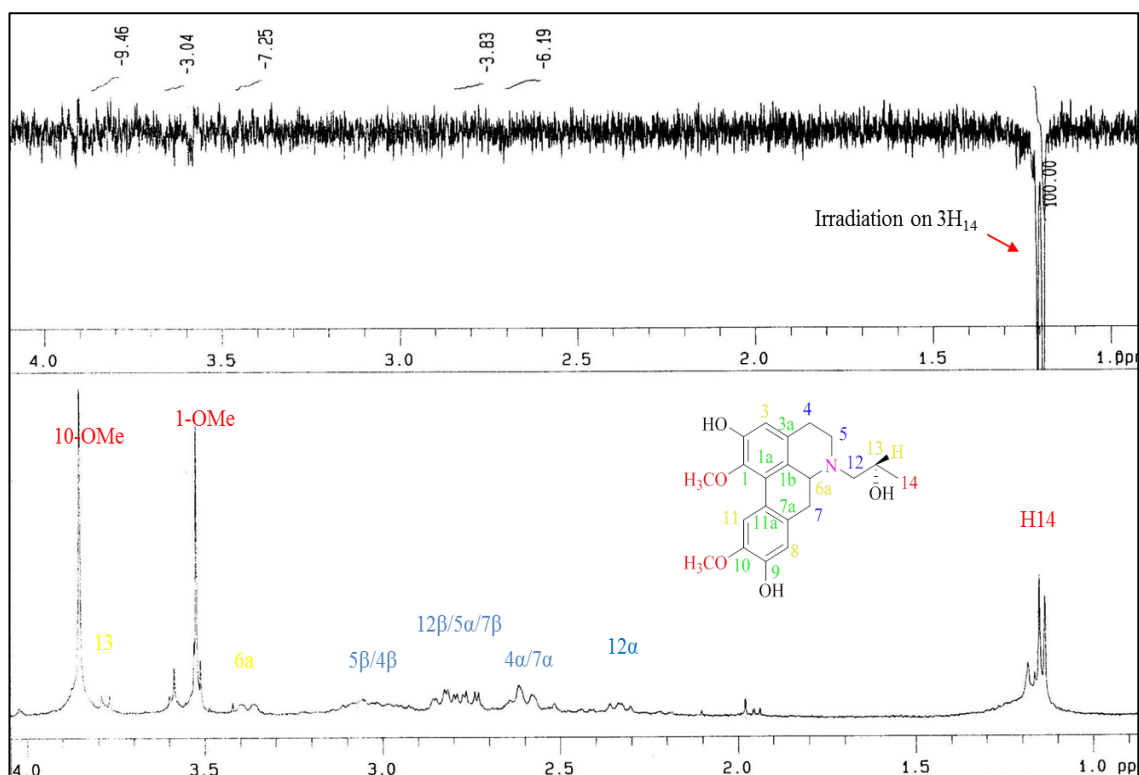 -9.46
-3.04
-7.25
-3.83
-6.19
100.00
Irradiation on 3H₁₄
4.0 3.5 3.0 2.5 2.0 1.5 1.0 pp
10-OMe
1-OMe
13
6a
5β/4β
12β/5α/7β
4α/7α
12α
H14
3
4
HO
3a
5
1a
N
12
13
H
14
OH
H₃CO
1
1b
6a
7a
7
11
11a
8
H₃CO
10
9
OH
4.0 3.5 3.0 2.5 2.0 1.5 1.0 pp